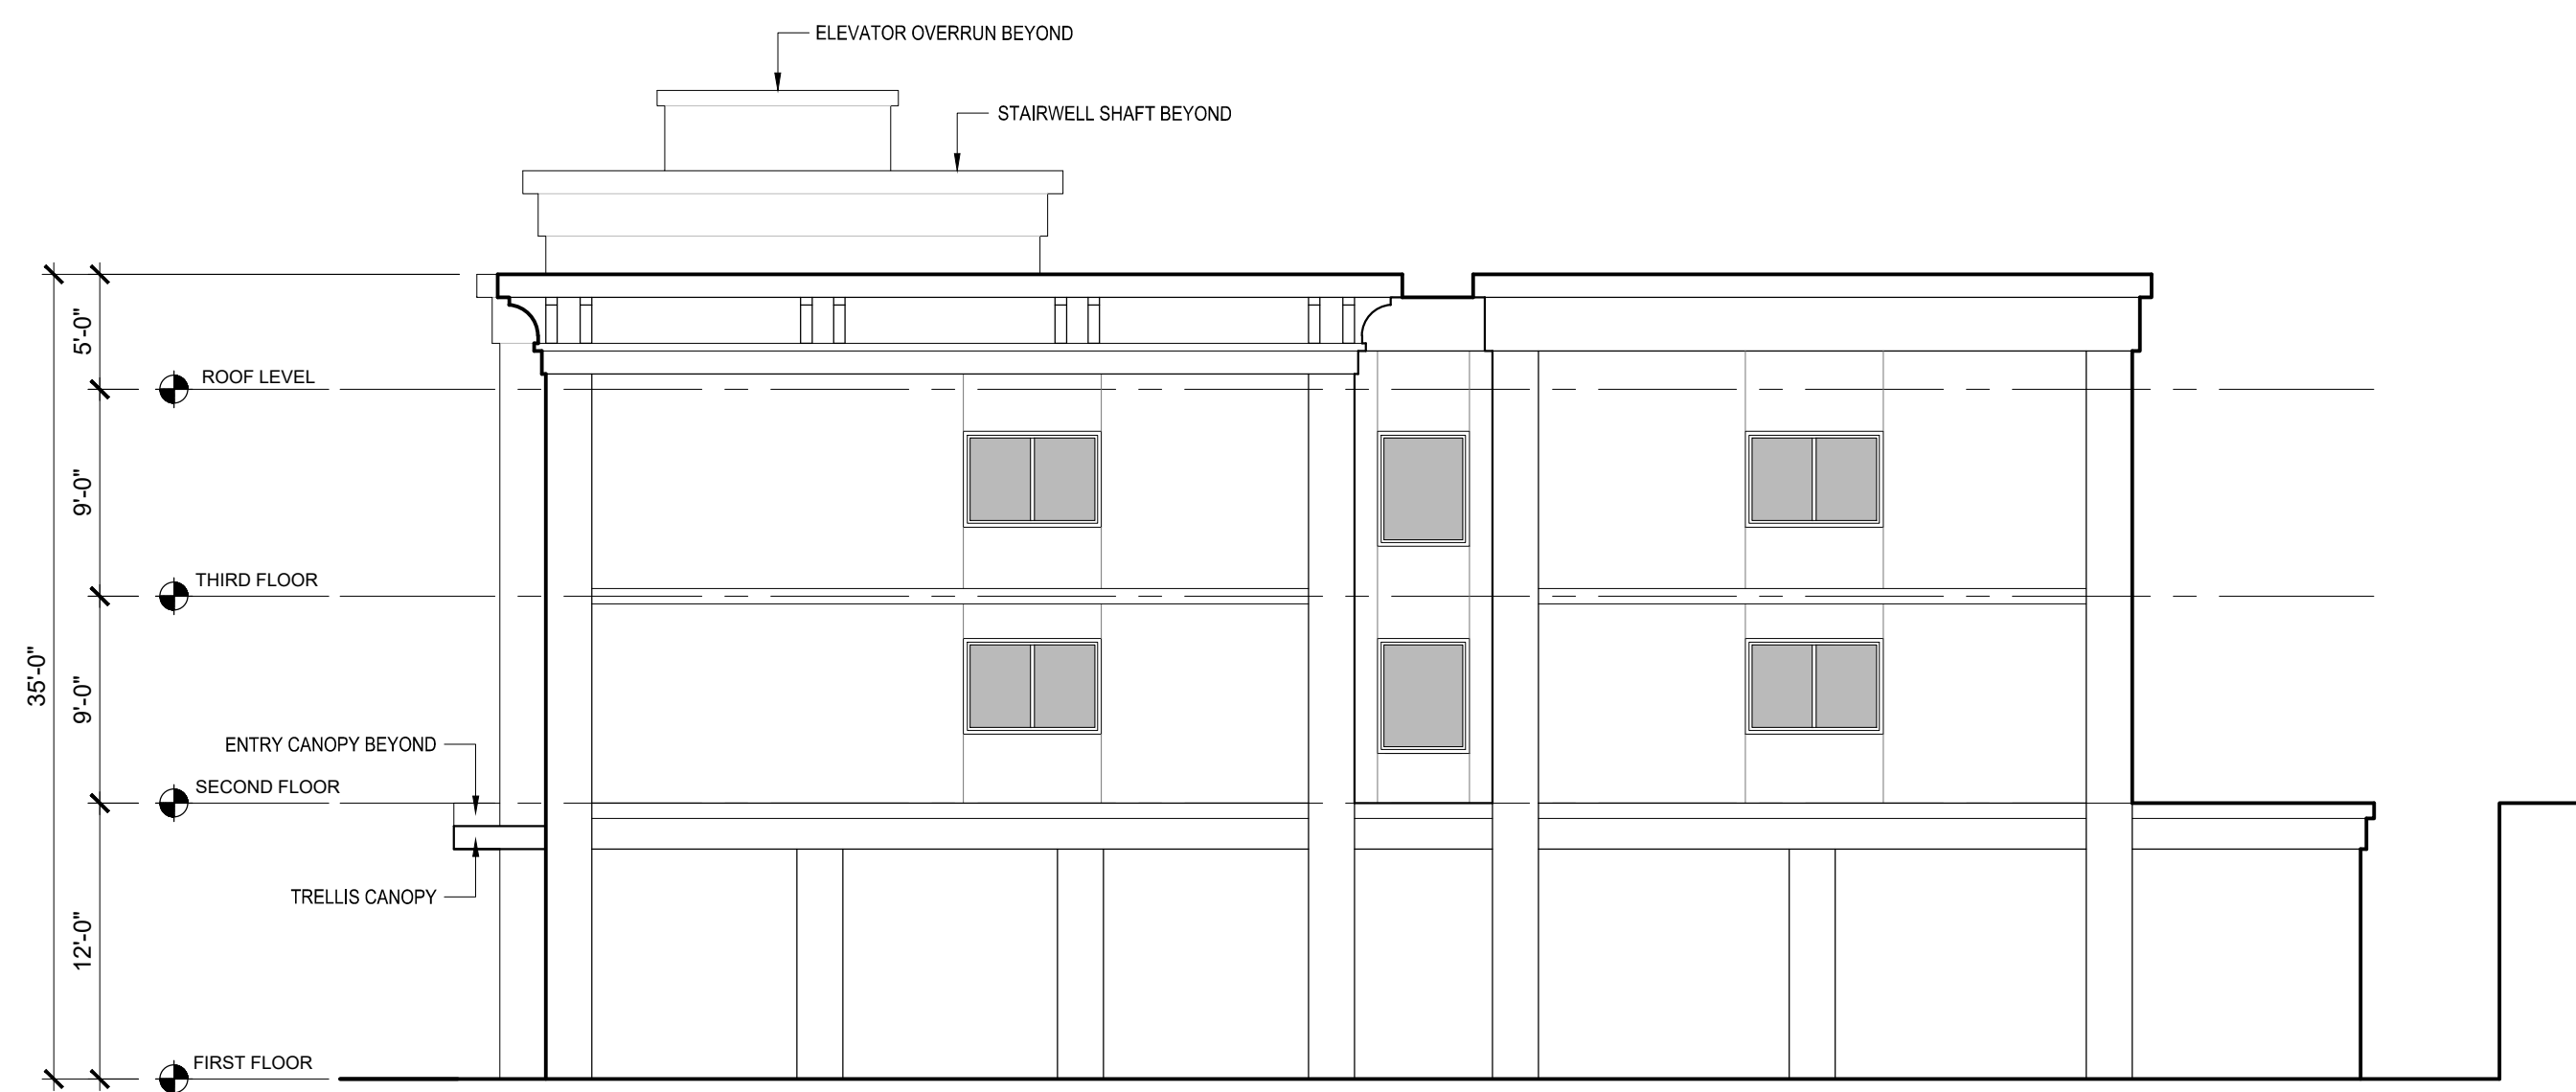 ELEVATOR OVERRUN BEYOND
STAIRWELL SHAFT BEYOND
5'-0"
ROOF LEVEL
9'-0"
THIRD FLOOR
35'-0"
9'-0"
ENTRY CANOPY BEYOND
SECOND FLOOR
TRELLIS CANOPY
12'-0"
FIRST FLOOR